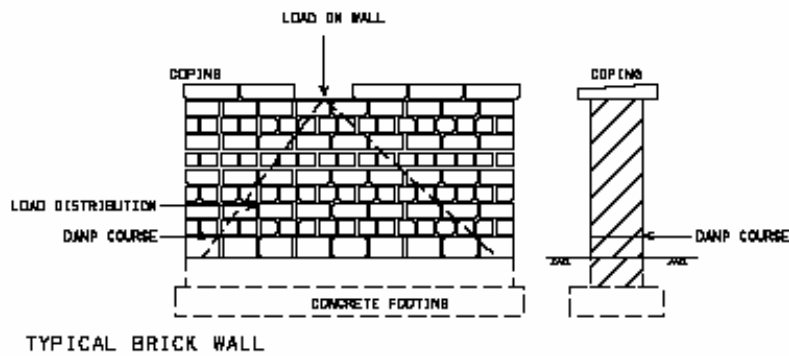 LOAD ON WALL
COPING
COPING
LOAD DISTRIBUTION
DAMP COURSE
DAMP COURSE
CONCRETE FOOTING
TYPICAL BRICK WALL